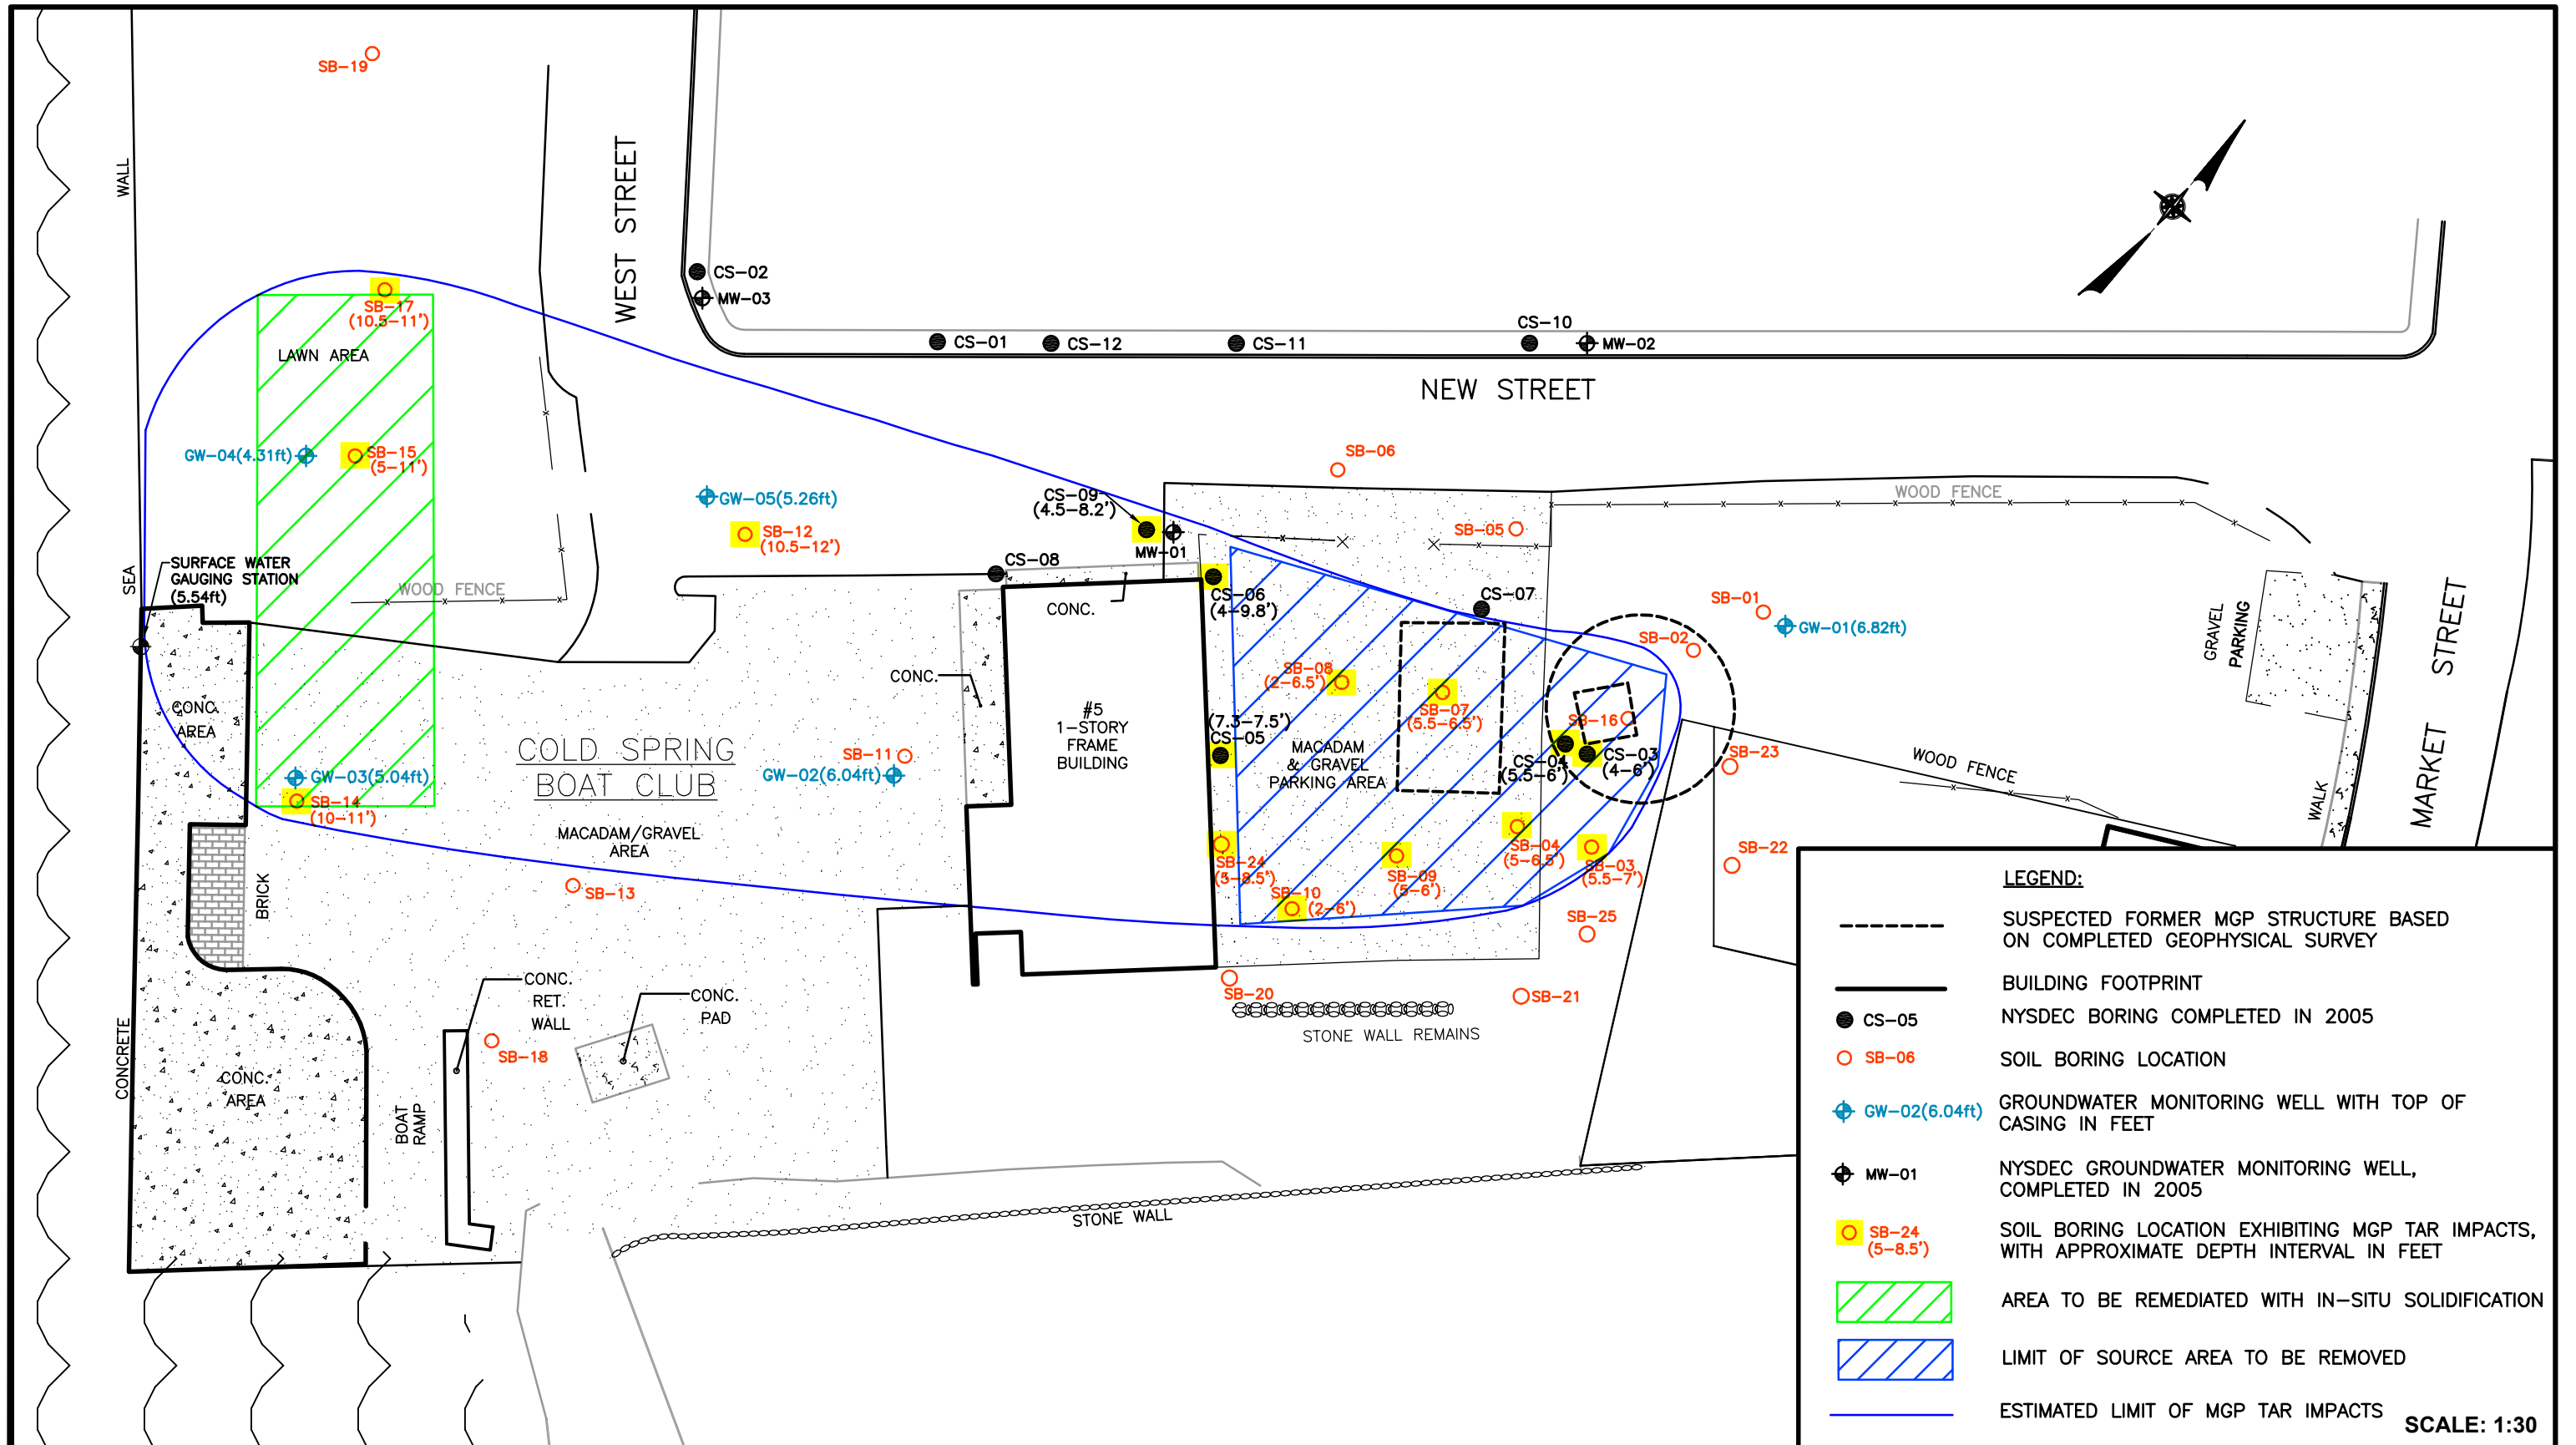 SB-19
WALL
WEST STREET
CS-02
MW-03
CS-01
CS-12
CS-11
CS-10
MW-02
NEW STREET
SB-17
(10.5-11')
LAWN AREA
GW-04(4.31ft)
SB-15
(5-11')
GW-05(5.26ft)
SB-12
(10.5-12')
CS-09
(4.5-8.2')
MW-01
SB-06
SB-05
WOOD FENCE
SURFACE WATER
GAUGING STATION
(5.54ft)
SEA
WOOD FENCE
CS-08
CONC.
CS-06
(4-9.8')
CS-07
SB-01
GW-01(6.82ft)
SB-02
GRAVEL
PARKING
MARKET STREET
CONC.
AREA
CONC.
SB-08
(2-6.5')
SB-07
(5.5-6.5')
SB-16
#5
1-STORY
FRAME
BUILDING
(7.3-7.5')
CS-05
MACADAM
& GRAVEL
PARKING AREA
CS-04
(5.5-6')
CS-03
(4-6')
SB-23
WOOD FENCE
WALK
COLD SPRING
BOAT CLUB
SB-11
GW-02(6.04ft)
GW-03(5.04ft)
SB-14
(10-11')
MACADAM/GRAVEL
AREA
SB-13
BRICK
SB-24
(5-8.5')
SB-10
(2-6')
SB-09
(5-6')
SB-04
(5-6.5')
SB-03
(5.5-7')
SB-22
SB-25
SB-20
SB-21
STONE WALL REMAINS
CONC.
RET.
WALL
CONC.
PAD
SB-18
CONCRETE
CONC.
AREA
BOAT
RAMP
STONE WALL
LEGEND:
SUSPECTED FORMER MGP STRUCTURE BASED
ON COMPLETED GEOPHYSICAL SURVEY
BUILDING FOOTPRINT
CS-05 NYSDEC BORING COMPLETED IN 2005
SB-06 SOIL BORING LOCATION
GW-02(6.04ft) GROUNDWATER MONITORING WELL WITH TOP OF
CASING IN FEET
MW-01 NYSDEC GROUNDWATER MONITORING WELL,
COMPLETED IN 2005
SB-24 SOIL BORING LOCATION EXHIBITING MGP TAR IMPACTS,
(5-8.5') WITH APPROXIMATE DEPTH INTERVAL IN FEET
AREA TO BE REMEDIATED WITH IN-SITU SOLIDIFICATION
LIMIT OF SOURCE AREA TO BE REMOVED
ESTIMATED LIMIT OF MGP TAR IMPACTS
SCALE: 1:30